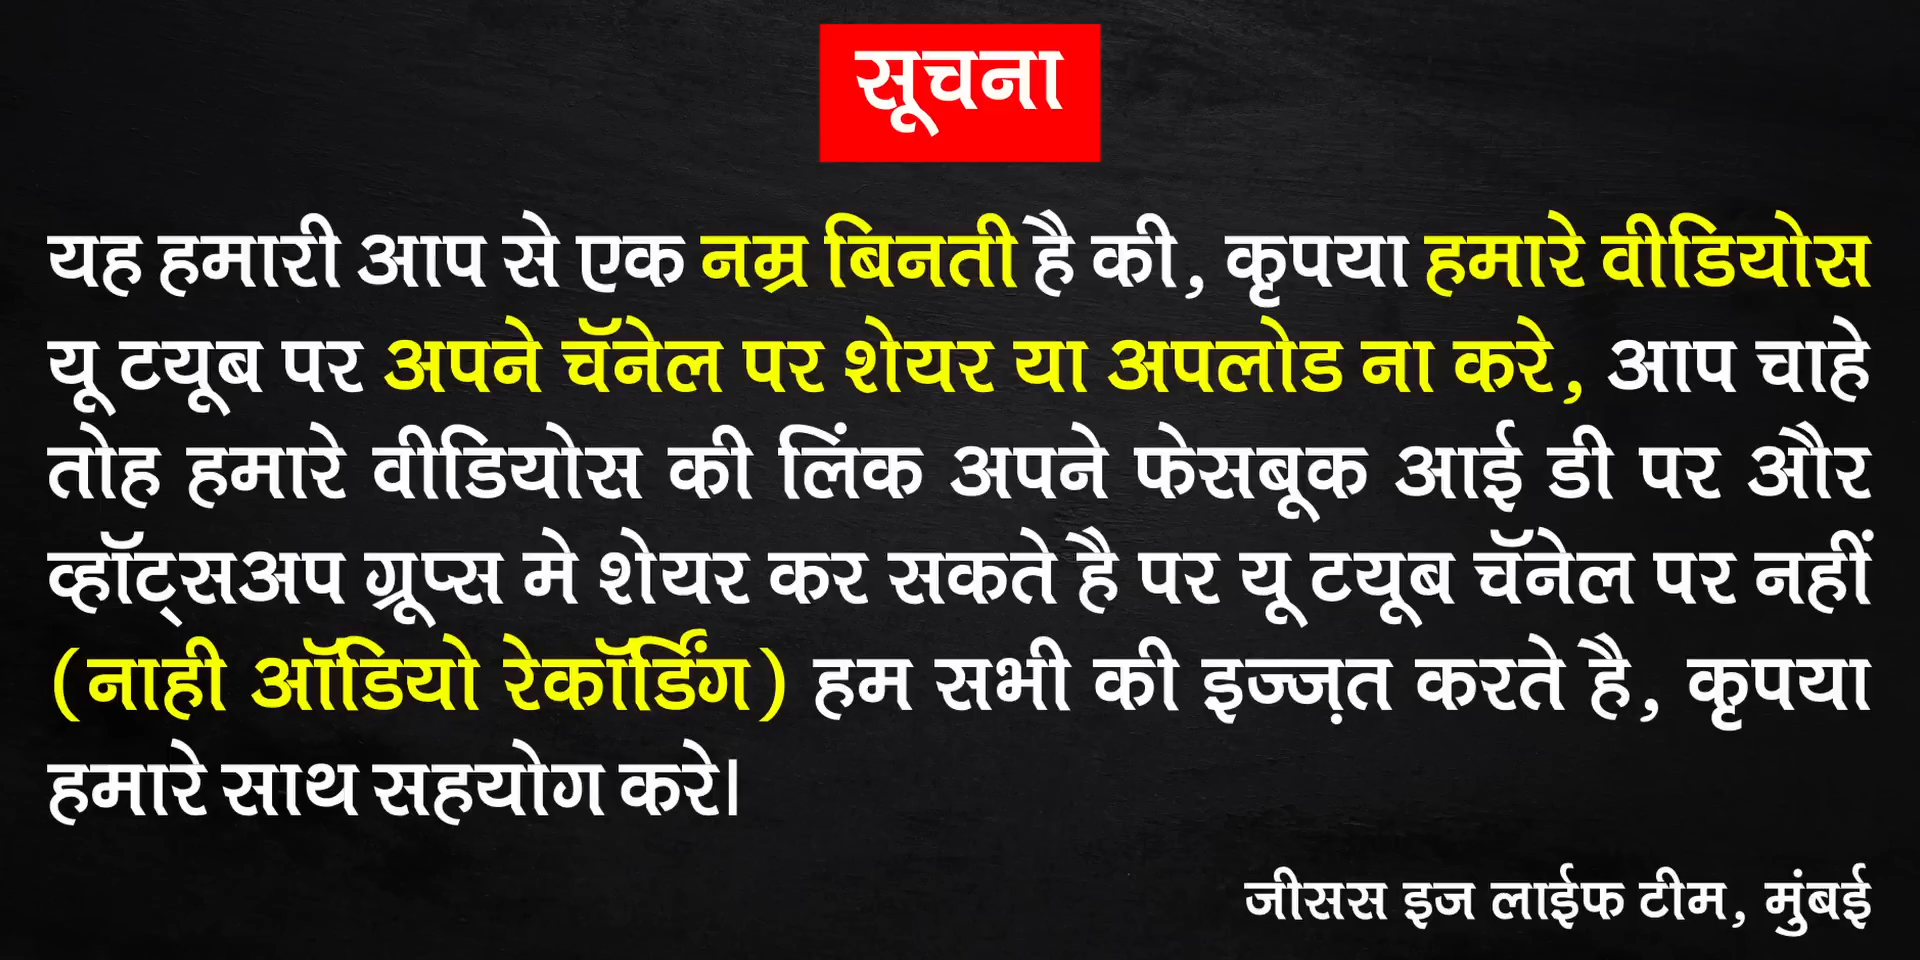 सूचना
यह हमारी आप से एक नम्र बिनती है की, कृपया हमारे वीडियोस
यू टयूब पर अपने चॅनेल पर शेयर या अपलोड ना करे, आप चाहे
तोह हमारे वीडियोस की लिंक अपने फेसबूक आई डी पर और
व्हॉट्सअप ग्रूप्स मे शेयर कर सकते है पर यू टयूब चॅनेल पर नहीं
(नाही ऑडियो रेकॉर्डिंग) हम सभी की इज्ज़त करते है, कृपया
हमारे साथ सहयोग करे।
जीसस इज लाईफ टीम, मुंबई